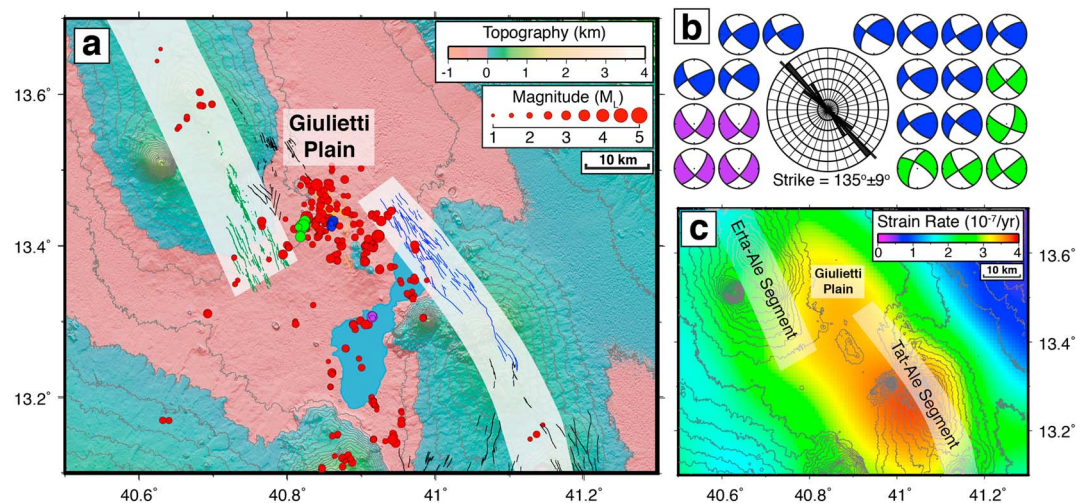 a
Topography (km)
-1 0 1 2 3 4
Magnitude (ML)
1 2 3 4 5
10 km
Giulietti
Plain
13.6˚
13.4˚
13.2˚
40.6˚ 40.8˚ 41˚ 41.2˚
b
Strike = 135º±9º
c
Strain Rate (10⁻⁷/yr)
0 1 2 3 4
10 km
Erta-Ale Segment
Giulietti
Plain
Tat-Ale Segment
13.6˚
13.4˚
13.2˚
40.6˚ 40.8˚ 41˚ 41.2˚